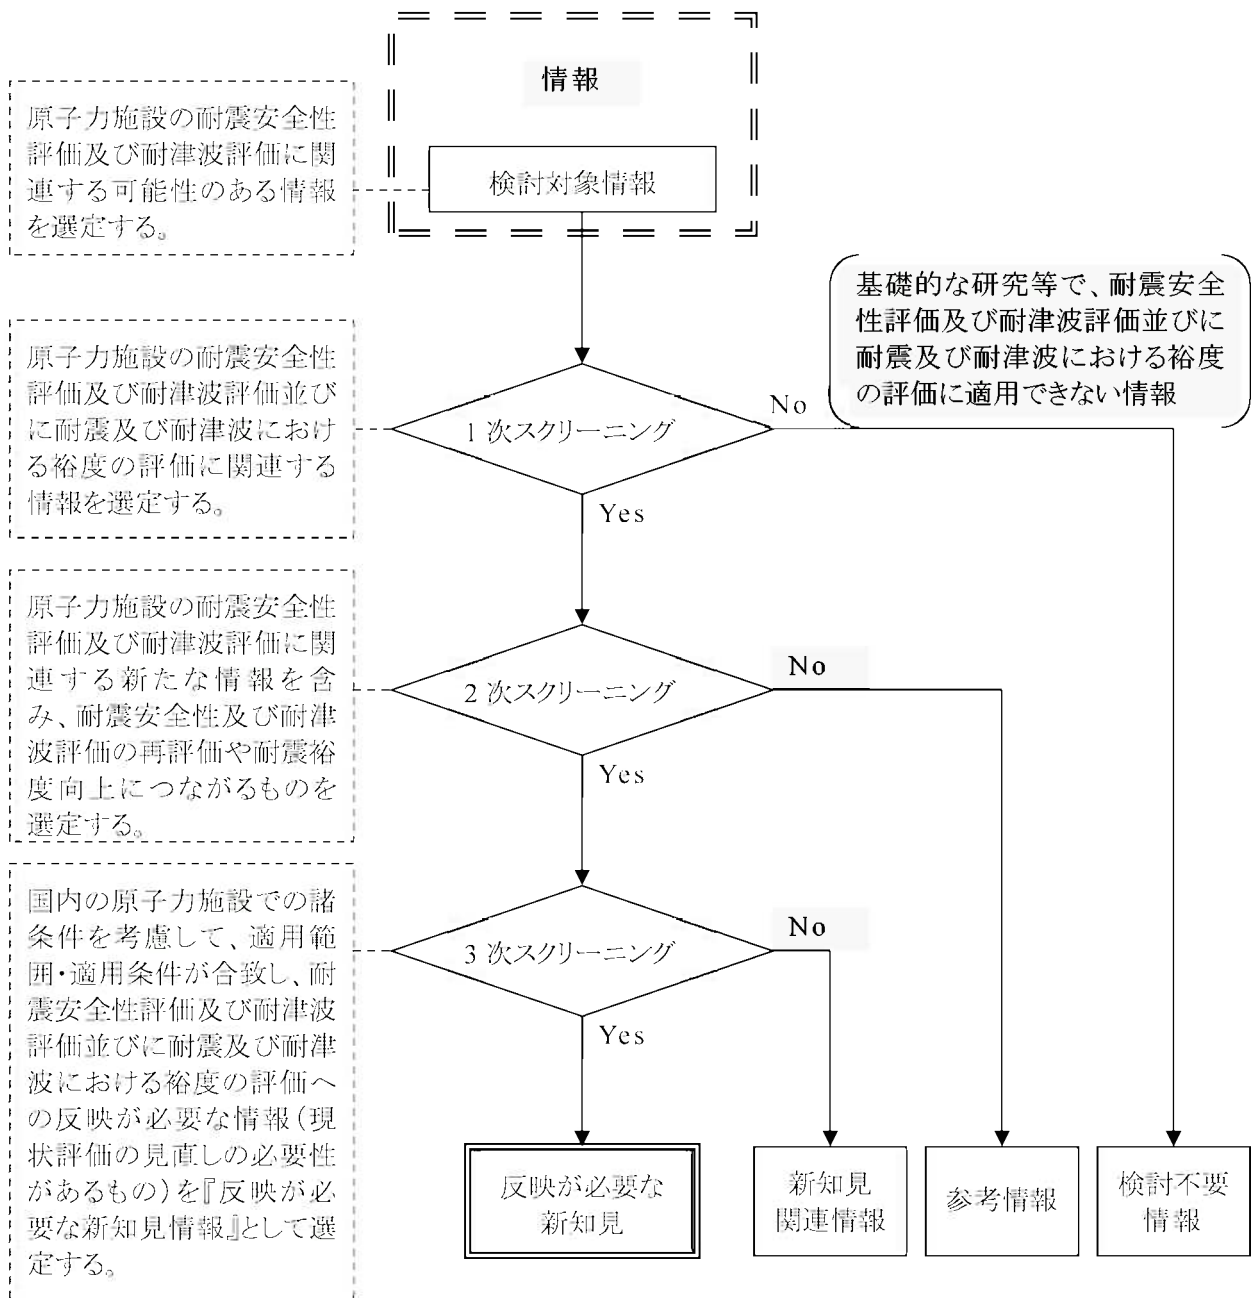 情報
原子力施設の耐震安全性
評価及び耐津波評価に関
連する可能性のある情報
を選定する。
検討対象情報
基礎的な研究等で、耐震安全
性評価及び耐津波評価並びに
耐震及び耐津波における裕度
の評価に適用できない情報
原子力施設の耐震安全性
評価及び耐津波評価並び
に耐震及び耐津波におけ
る裕度の評価に関連する
情報を選定する。
1次スクリーニング
No
Yes
原子力施設の耐震安全性
評価及び耐津波評価に関
連する新たな情報を含
み、耐震安全性及び耐津
波評価の再評価や耐震裕
度向上につながるものを
選定する。
2次スクリーニング
No
Yes
国内の原子力施設での諸
条件を考慮して、適用範
囲・適用条件が合致し、耐
震安全性評価及び耐津波
評価並びに耐震及び耐津
波における裕度の評価へ
の反映が必要な情報(現
状評価の見直しの必要性
があるもの)を『反映が必
要な新知見情報』として選
定する。
3次スクリーニング
No
Yes
反映が必要な
新知見
新知見
関連情報
参考情報
検討不要
情報